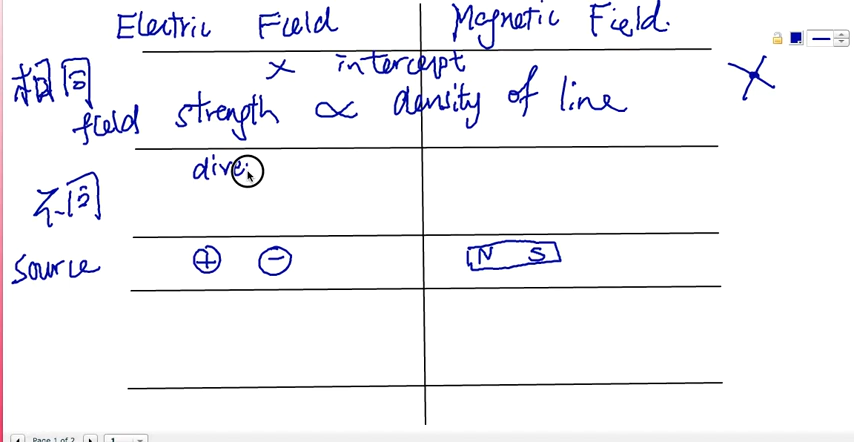 Electric Field Magnetic Field.
相同 × intercept
field strength ∝ density of line
不同 dire
Source + − N S
Page 1 of 2 1